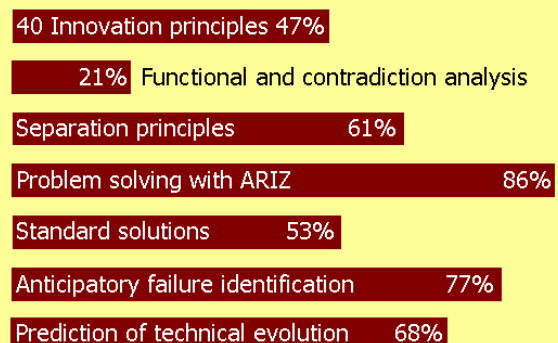 40 Innovation principles 47%
21% Functional and contradiction analysis
Separation principles 61%
Problem solving with ARIZ 86%
Standard solutions 53%
Anticipatory failure identification 77%
Prediction of technical evolution 68%